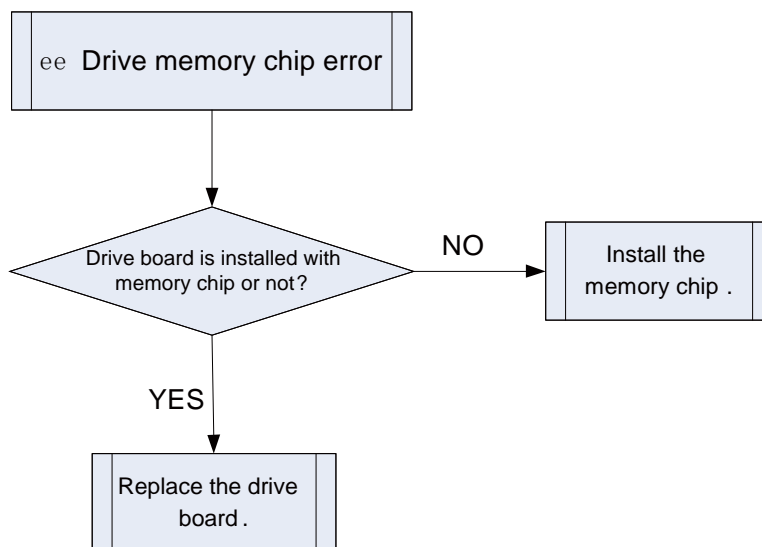 ee Drive memory chip error
Drive board is installed with
memory chip or not?
NO
Install the
memory chip .
YES
Replace the drive
board .